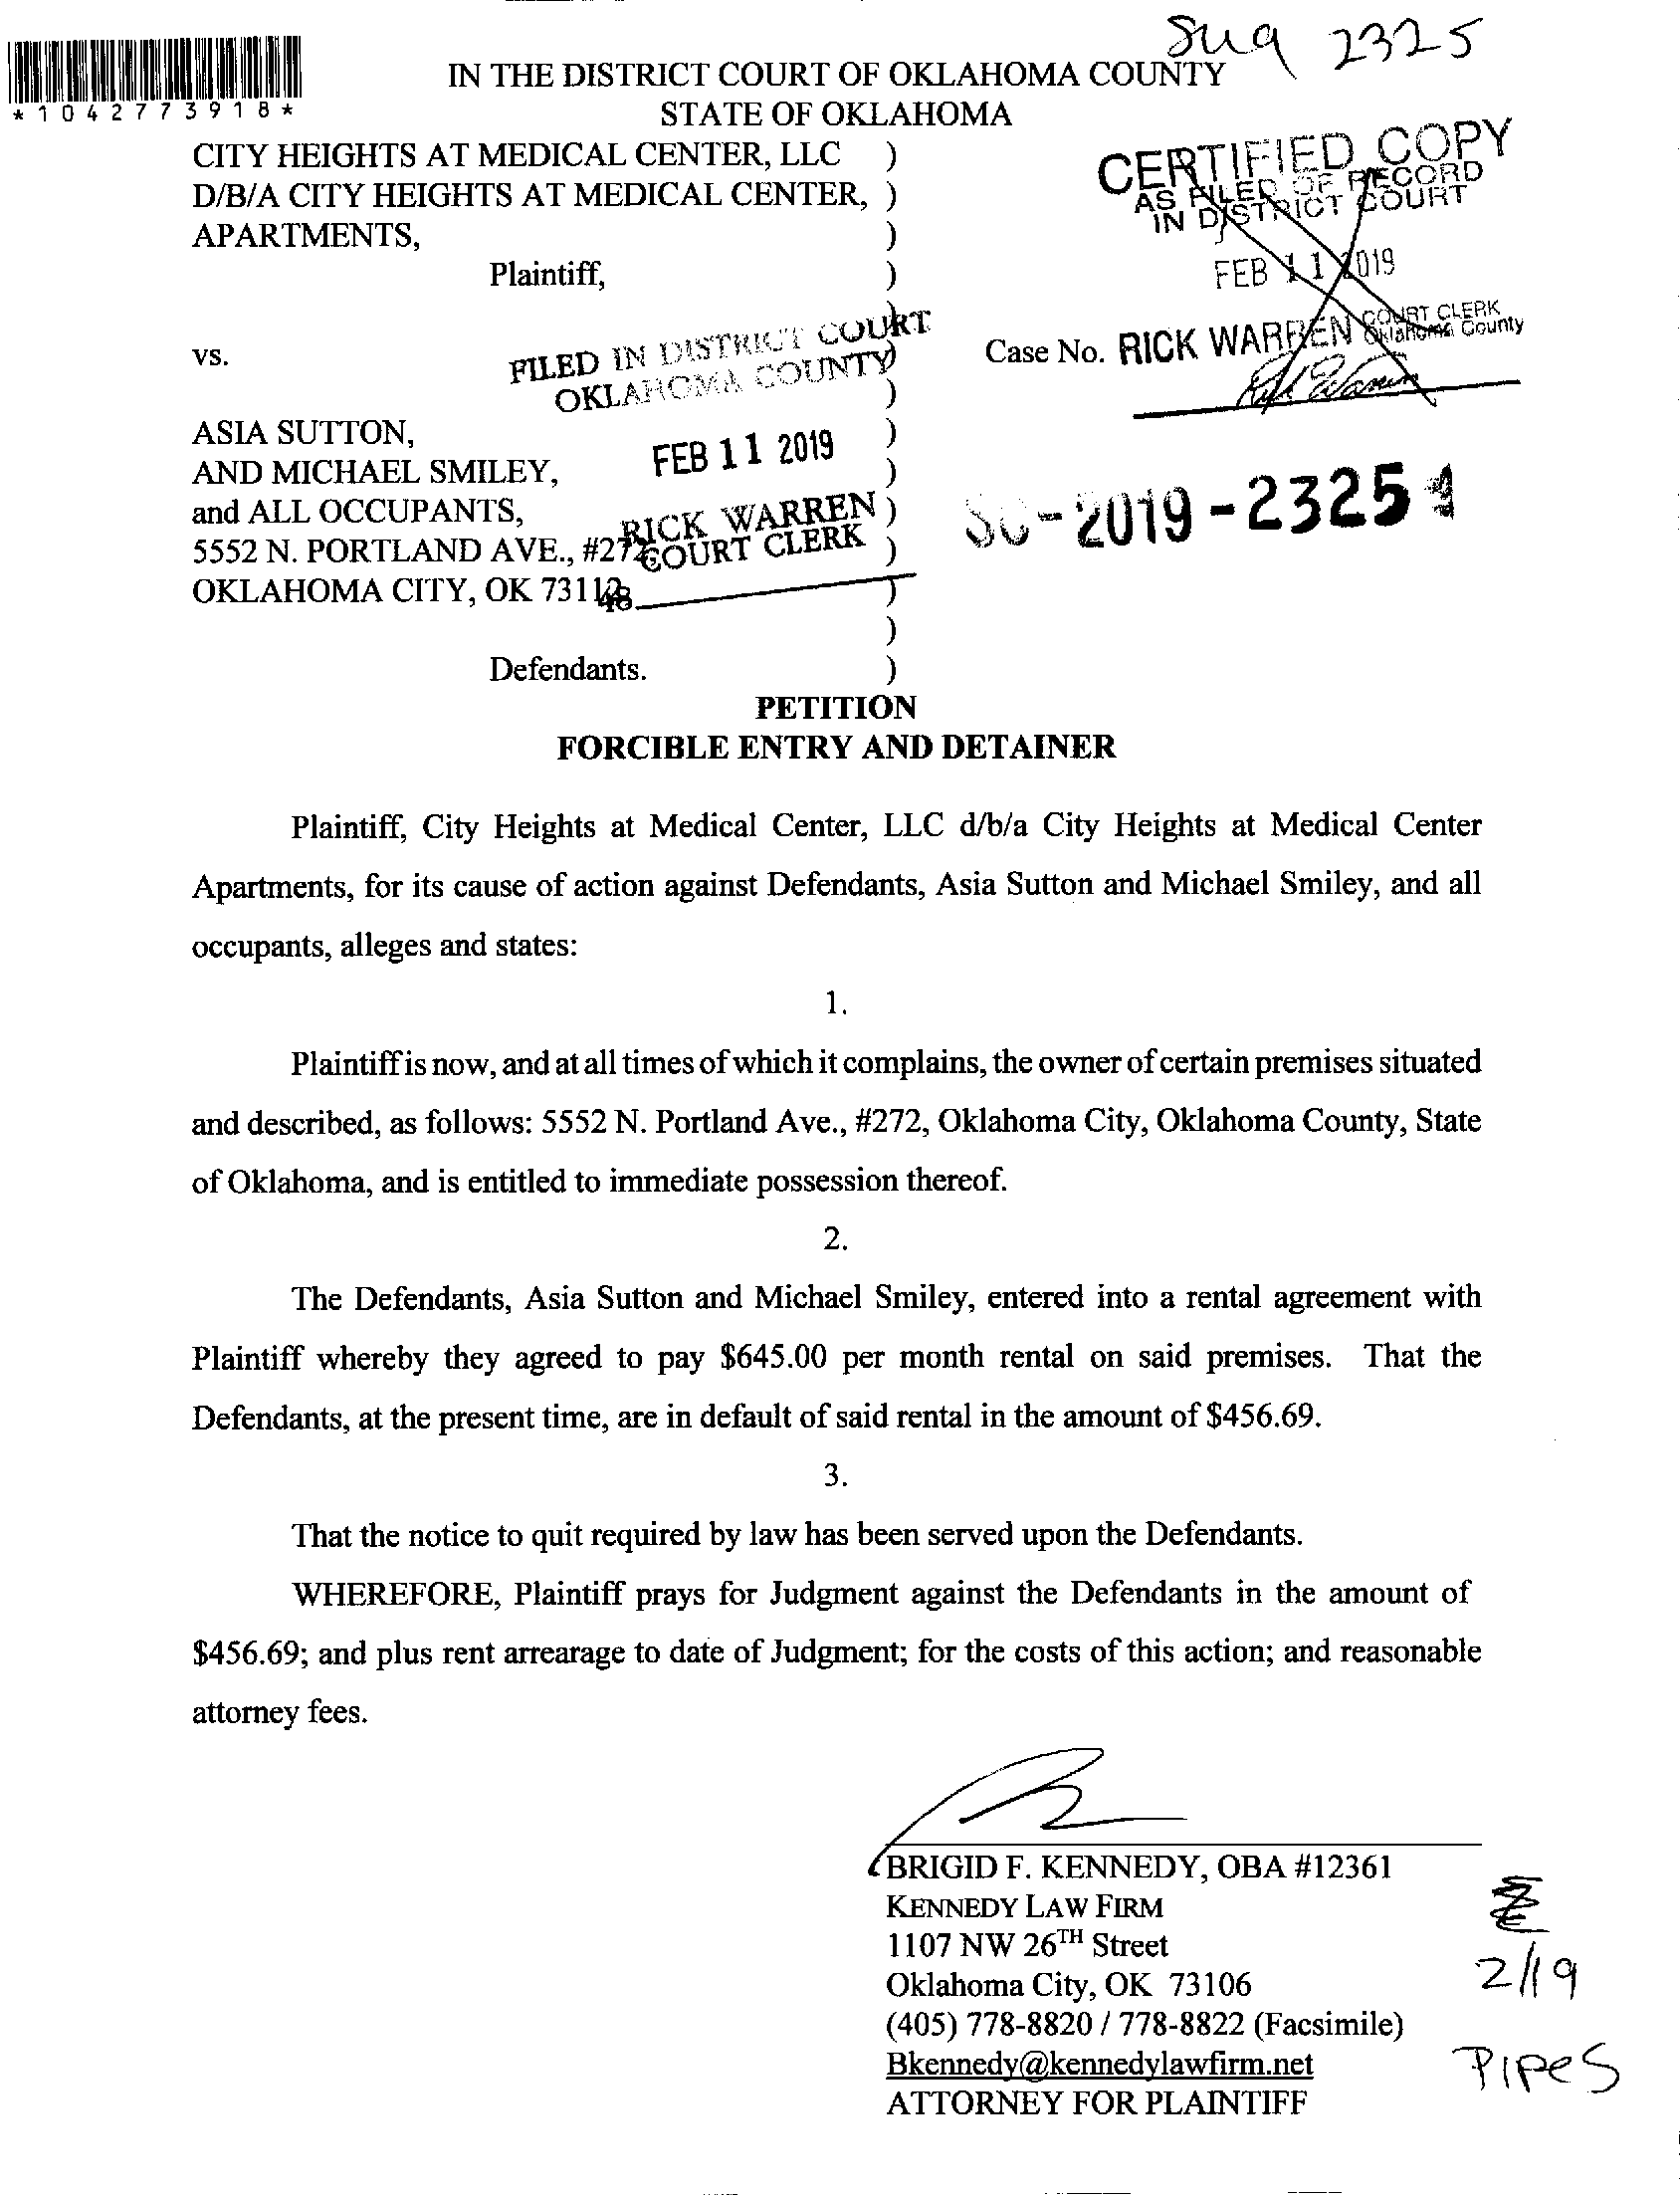 Sug 2325
*1042773918*
IN THE DISTRICT COURT OF OKLAHOMA COUNTY
STATE OF OKLAHOMA
CITY HEIGHTS AT MEDICAL CENTER, LLC )
D/B/A CITY HEIGHTS AT MEDICAL CENTER, )
APARTMENTS, )
Plaintiff, )
CERTIFIED COPY
AS FILED OF RECORD
IN DISTRICT COURT
FEB 11 2019
vs.
FILED IN DISTRICT COURT
OKLAHOMA COUNTY )
Case No. RICK WARREN COURT CLERK
Oklahoma County
Rick Warren
)
ASIA SUTTON, )
AND MICHAEL SMILEY, )
FEB 11 2019
and ALL OCCUPANTS,
RICK WARREN )
5552 N. PORTLAND AVE., #272
COURT CLERK )
OKLAHOMA CITY, OK 731 )
SC-2019-2325
)
Defendants. )
PETITION
FORCIBLE ENTRY AND DETAINER
Plaintiff, City Heights at Medical Center, LLC d/b/a City Heights at Medical Center
Apartments, for its cause of action against Defendants, Asia Sutton and Michael Smiley, and all
occupants, alleges and states:
1.
Plaintiff is now, and at all times of which it complains, the owner of certain premises situated
and described, as follows: 5552 N. Portland Ave., #272, Oklahoma City, Oklahoma County, State
of Oklahoma, and is entitled to immediate possession thereof.
2.
The Defendants, Asia Sutton and Michael Smiley, entered into a rental agreement with
Plaintiff whereby they agreed to pay $645.00 per month rental on said premises. That the
Defendants, at the present time, are in default of said rental in the amount of $456.69.
3.
That the notice to quit required by law has been served upon the Defendants.
WHEREFORE, Plaintiff prays for Judgment against the Defendants in the amount of
$456.69; and plus rent arrearage to date of Judgment; for the costs of this action; and reasonable
attorney fees.
BRIGID F. KENNEDY, OBA #12361
KENNEDY LAW FIRM
1107 NW 26TH Street
Oklahoma City, OK 73106
(405) 778-8820 / 778-8822 (Facsimile)
Bkennedy@kennedylawfirm.net
ATTORNEY FOR PLAINTIFF
2/19
Pipes